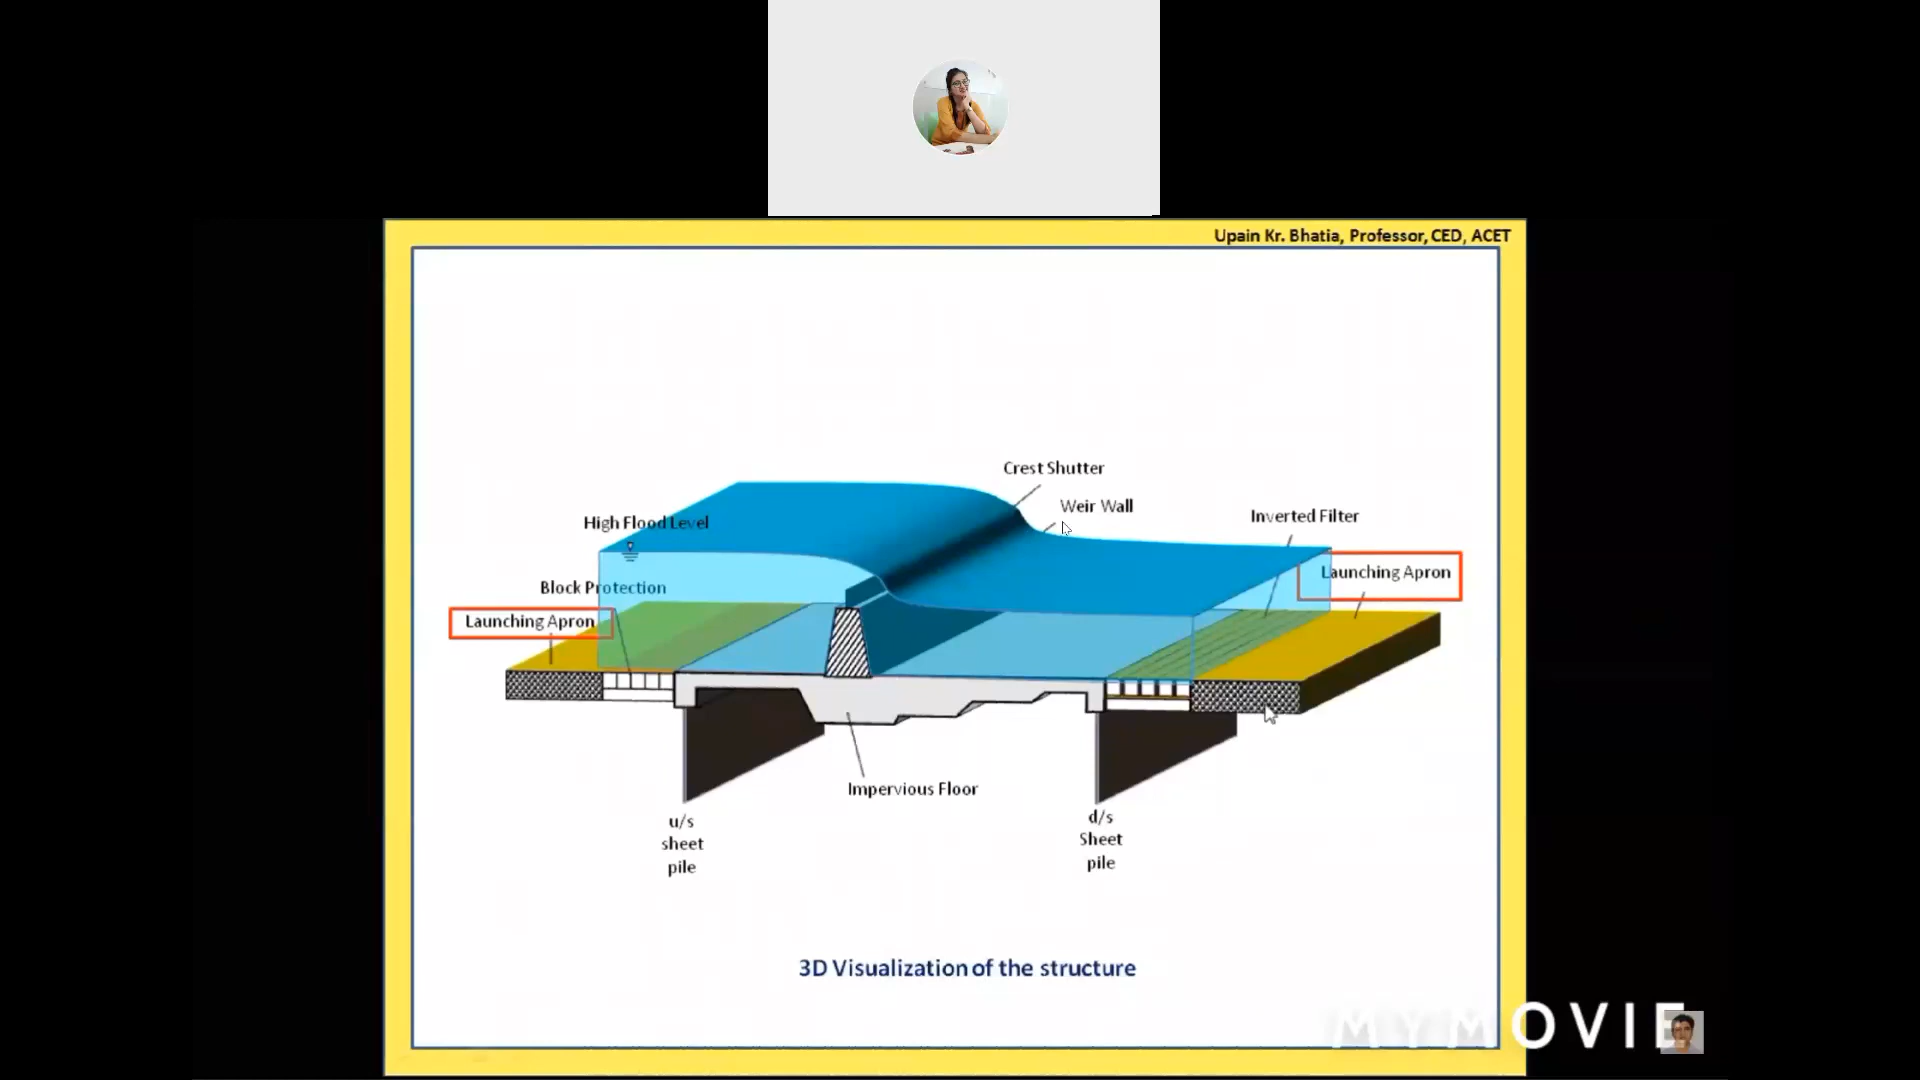 Upain Kr. Bhatia, Professor, CED, ACET
Crest Shutter
Weir Wall
High Flood Level
Inverted Filter
Launching Apron
Block Protection
Launching Apron
Impervious Floor
u/s
sheet
pile
d/s
Sheet
pile
3D Visualization of the structure
MYMOVIE